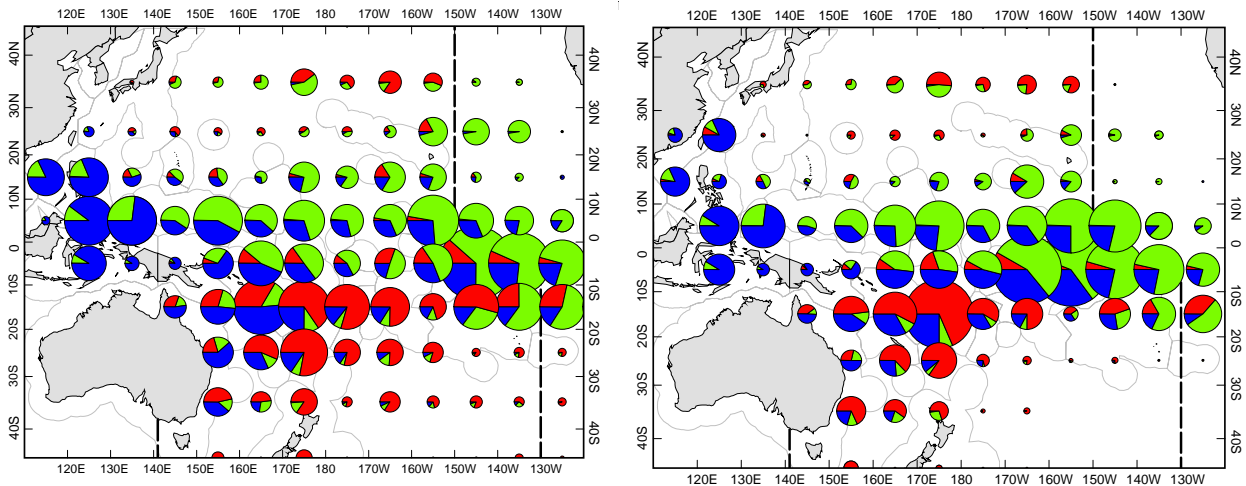 120E 130E 140E 150E 160E 170E 180 170W 160W 150W 140W 130W
120E 130E 140E 150E 160E 170E 180 170W 160W 150W 140W 130W
40N 40N 40N 40N
30N 30N 30N 30N
20N 20N 20N 20N
10N 10N 10N 10N
0 0 0 0
10S 10S 10S 10S
20S 20S 20S 20S
30S 30S 30S 30S
40S 40S 40S 40S
120E 130E 140E 150E 160E 170E 180 170W 160W 150W 140W 130W
120E 130E 140E 150E 160E 170E 180 170W 160W 150W 140W 130W